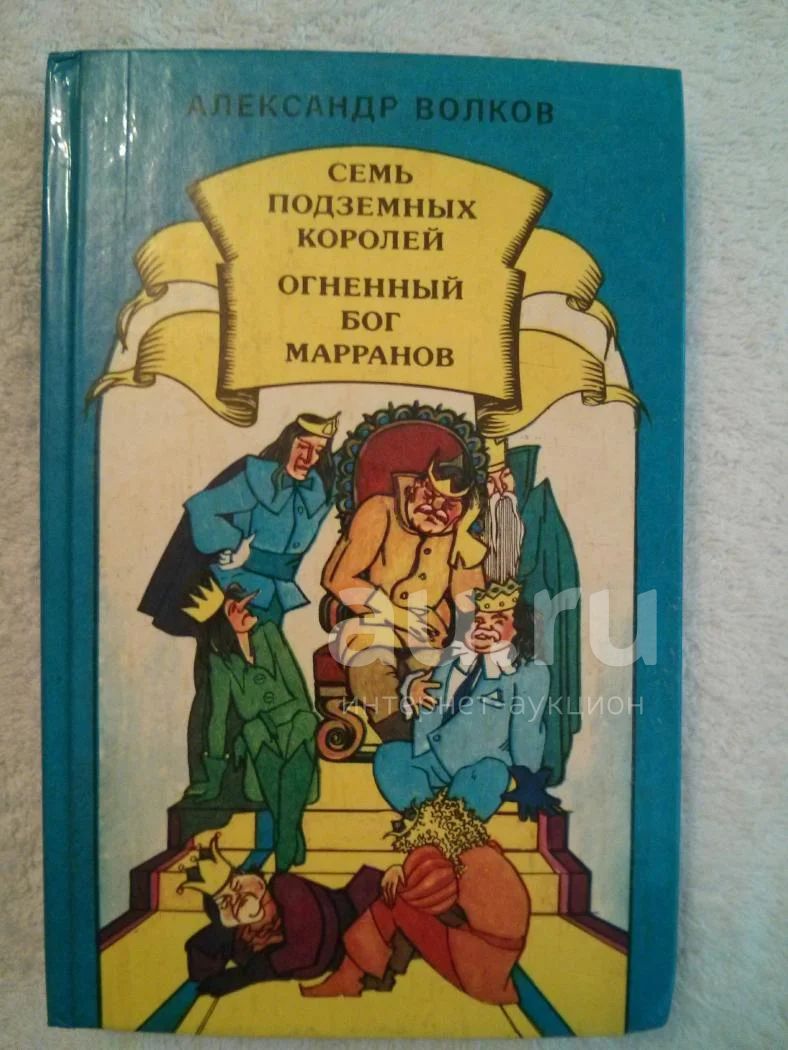 АЛЕКСАНДР ВОЛКОВ
СЕМЬ
ПОДЗЕМНЫХ
КОРОЛЕЙ
ОГНЕННЫЙ
БОГ
МАРРАНОВ
au.ru
интернет-аукцион